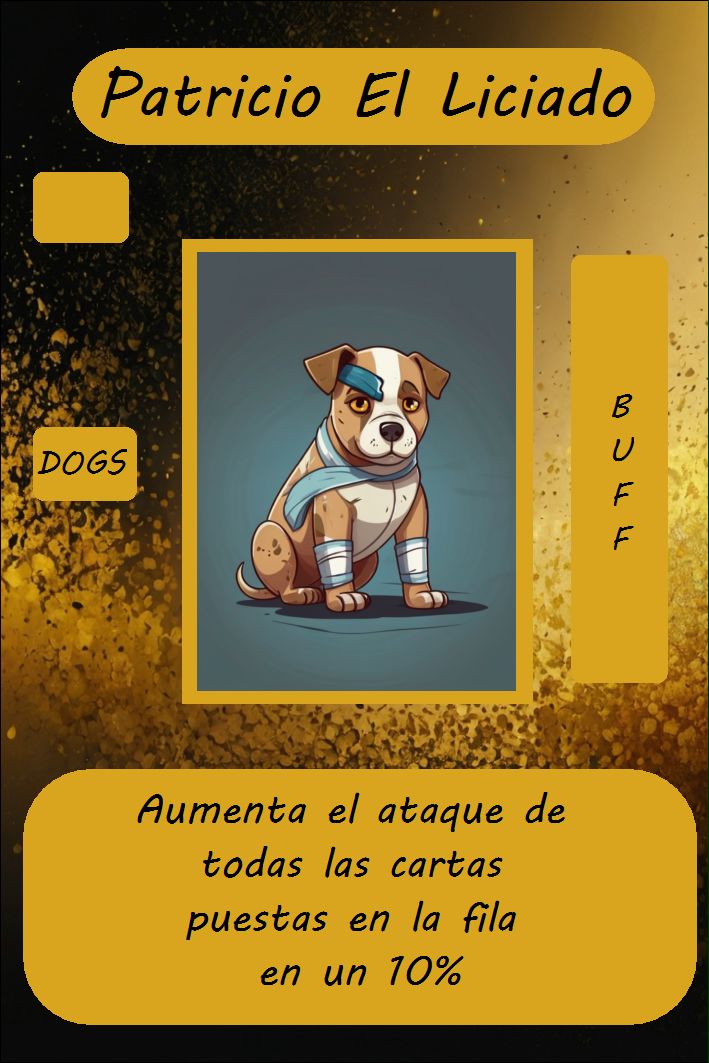 Patricio El Liciado
DOGS
B
U
F
F
Aumenta el ataque de
todas las cartas
puestas en la fila
en un 10%